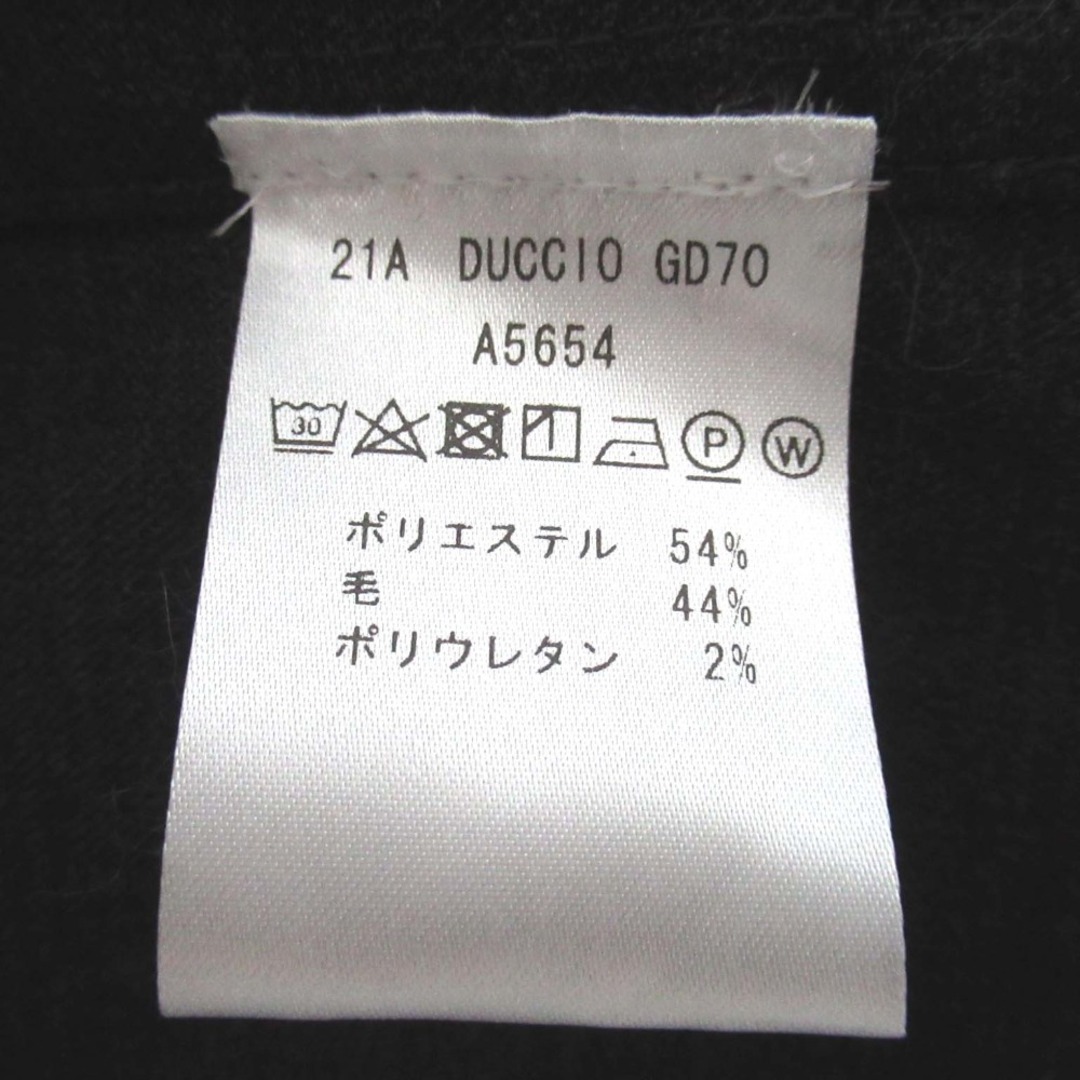 21A DUCCIO GD70
A5654
30 P W
ポリエステル 54%
毛 44%
ポリウレタン 2%